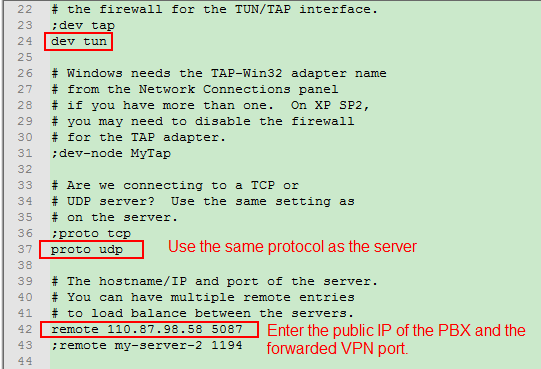 22 # the firewall for the TUN/TAP interface.
23 ;dev tap
24 dev tun
25
26 # Windows needs the TAP-Win32 adapter name
27 # from the Network Connections panel
28 # if you have more than one.  On XP SP2,
29 # you may need to disable the firewall
30 # for the TAP adapter.
31 ;dev-node MyTap
32
33 # Are we connecting to a TCP or
34 # UDP server?  Use the same setting as
35 # on the server.
36 ;proto tcp
37 proto udp Use the same protocol as the server
38
39 # The hostname/IP and port of the server.
40 # You can have multiple remote entries
41 # to load balance between the servers.
42 remote 110.87.98.58 5087 Enter the public IP of the PBX and the
43 ;remote my-server-2 1194 forwarded VPN port.
44